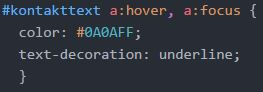 #kontakttext a:hover, a:focus {
color: #0A0AFF;
text-decoration: underline;
}